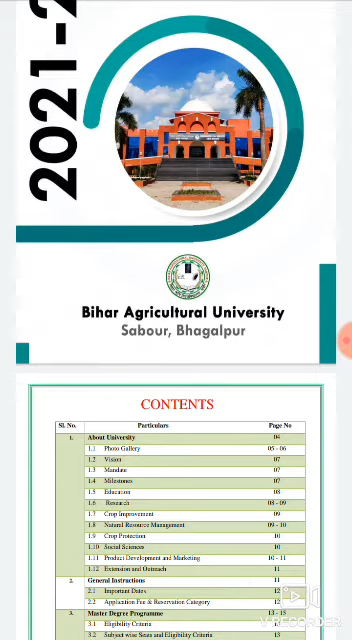 2021-2
Bihar Agricultural University
Sabour, Bhagalpur
CONTENTS
Sl. No. Particulars Page No
1. About University 04
1.1 Photo Gallery 05 - 06
1.2 Vision 07
1.3 Mandate 07
1.4 Milestones 07
1.5 Education 08
1.6 Research 08 - 09
1.7 Crop Improvement 09
1.8 Natural Resource Management 09 - 10
1.9 Crop Protection 10
1.10 Social Sciences 10
1.11 Product Development and Marketing 10 - 11
1.12 Extension and Outreach 11
2. General Instructions 11
2.1 Important Dates 12
2.2 Application Fee & Reservation Category 12
3. Master Degree Programme 13 - 15
3.1 Eligibility Criteria
3.2 Subject wise Seats and Eligibility Criteria 13
V.RECORDER